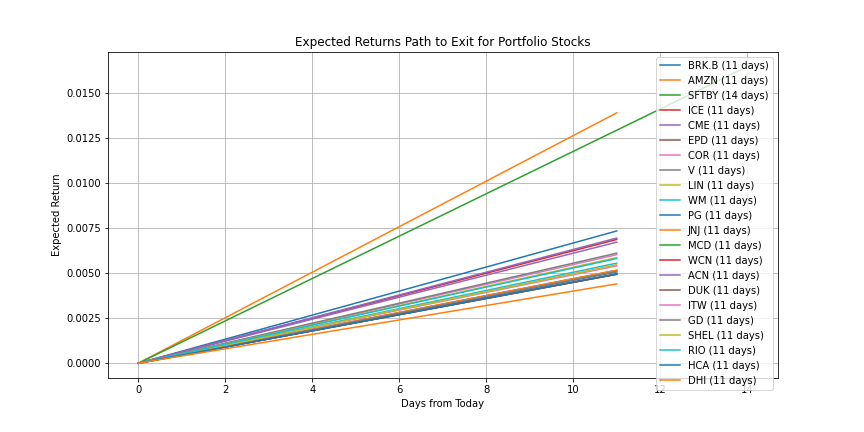 Expected Returns Path to Exit for Portfolio Stocks
Expected Return
0.0150
0.0125
0.0100
0.0075
0.0050
0.0025
0.0000
0 2 4 6 8 10 12 14
Days from Today
BRK.B (11 days)
AMZN (11 days)
SFTBY (14 days)
ICE (11 days)
CME (11 days)
EPD (11 days)
COR (11 days)
V (11 days)
LIN (11 days)
WM (11 days)
PG (11 days)
JNJ (11 days)
MCD (11 days)
WCN (11 days)
ACN (11 days)
DUK (11 days)
ITW (11 days)
GD (11 days)
SHEL (11 days)
RIO (11 days)
HCA (11 days)
DHI (11 days)